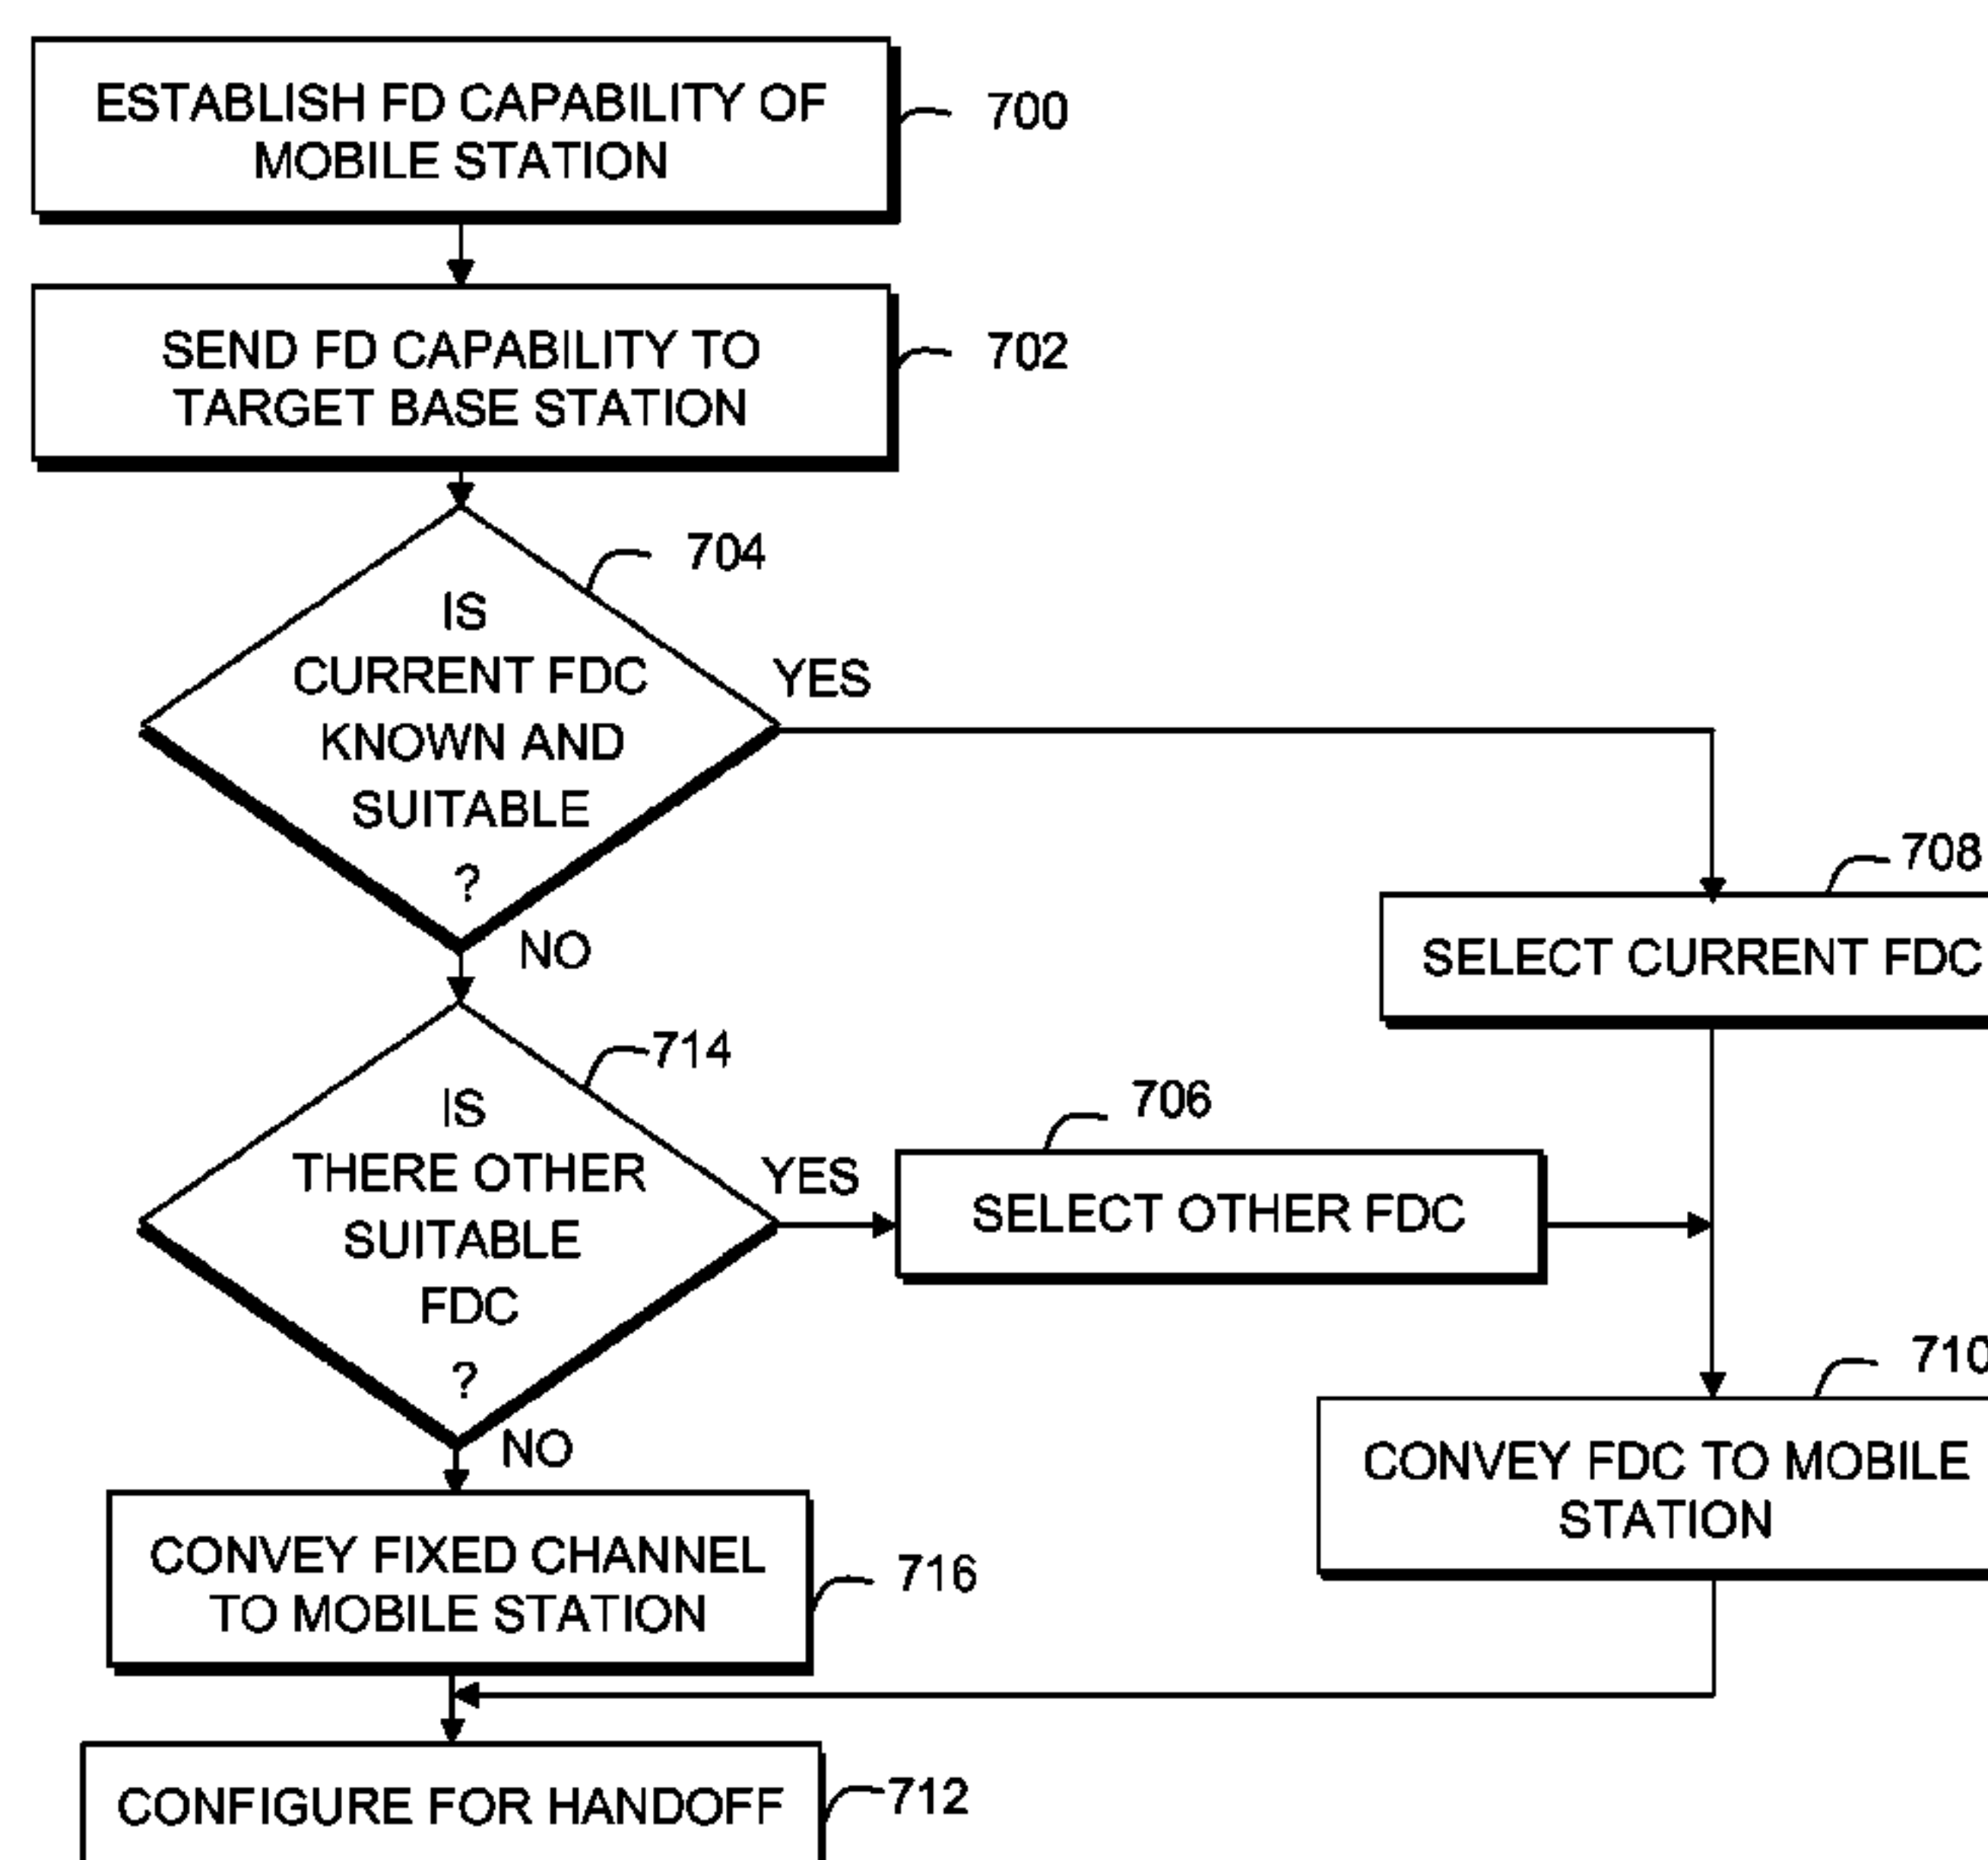 ESTABLISH FD CAPABILITY OF
MOBILE STATION
700
SEND FD CAPABILITY TO
TARGET BASE STATION
702
704
IS
CURRENT FDC
KNOWN AND
SUITABLE
?
YES
NO
708
SELECT CURRENT FDC
714
IS
THERE OTHER
SUITABLE
FDC
?
YES
NO
706
SELECT OTHER FDC
710
CONVEY FDC TO MOBILE
STATION
CONVEY FIXED CHANNEL
TO MOBILE STATION
716
CONFIGURE FOR HANDOFF
712